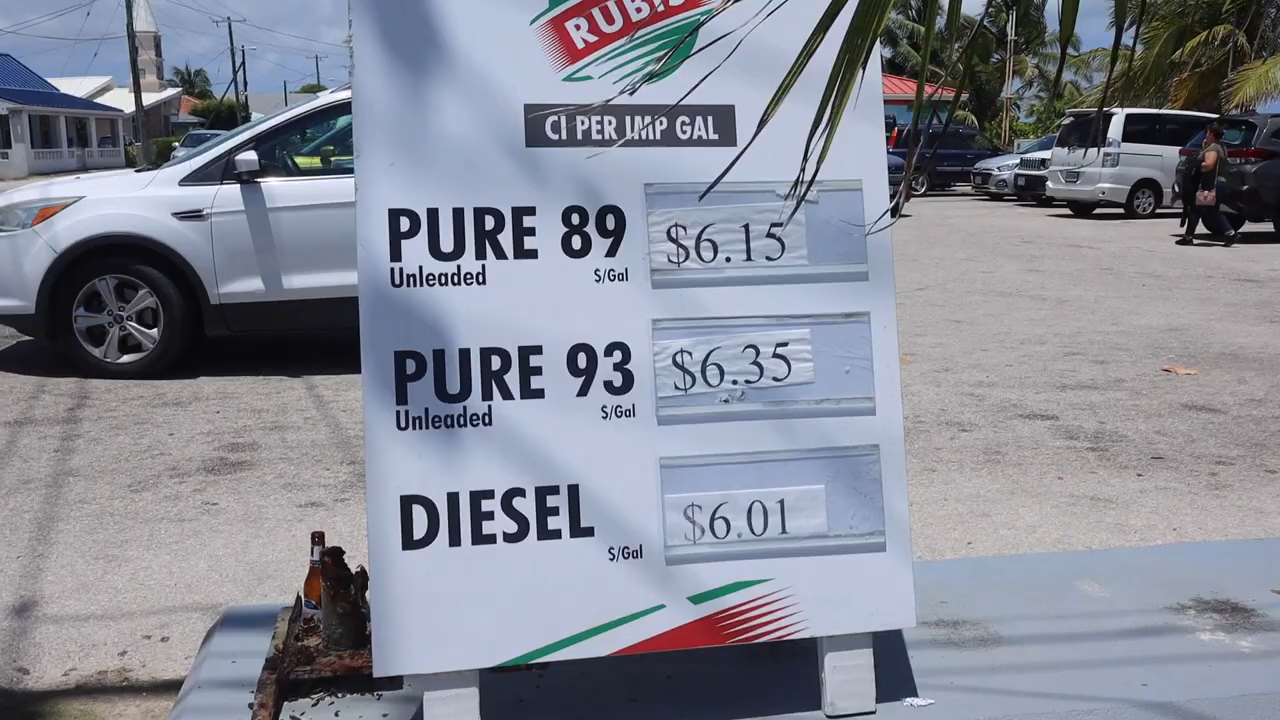 RUBIS
CI PER IMP GAL
PURE 89
Unleaded $/Gal
$6.15
PURE 93
Unleaded $/Gal
$6.35
DIESEL
$/Gal
$6.01